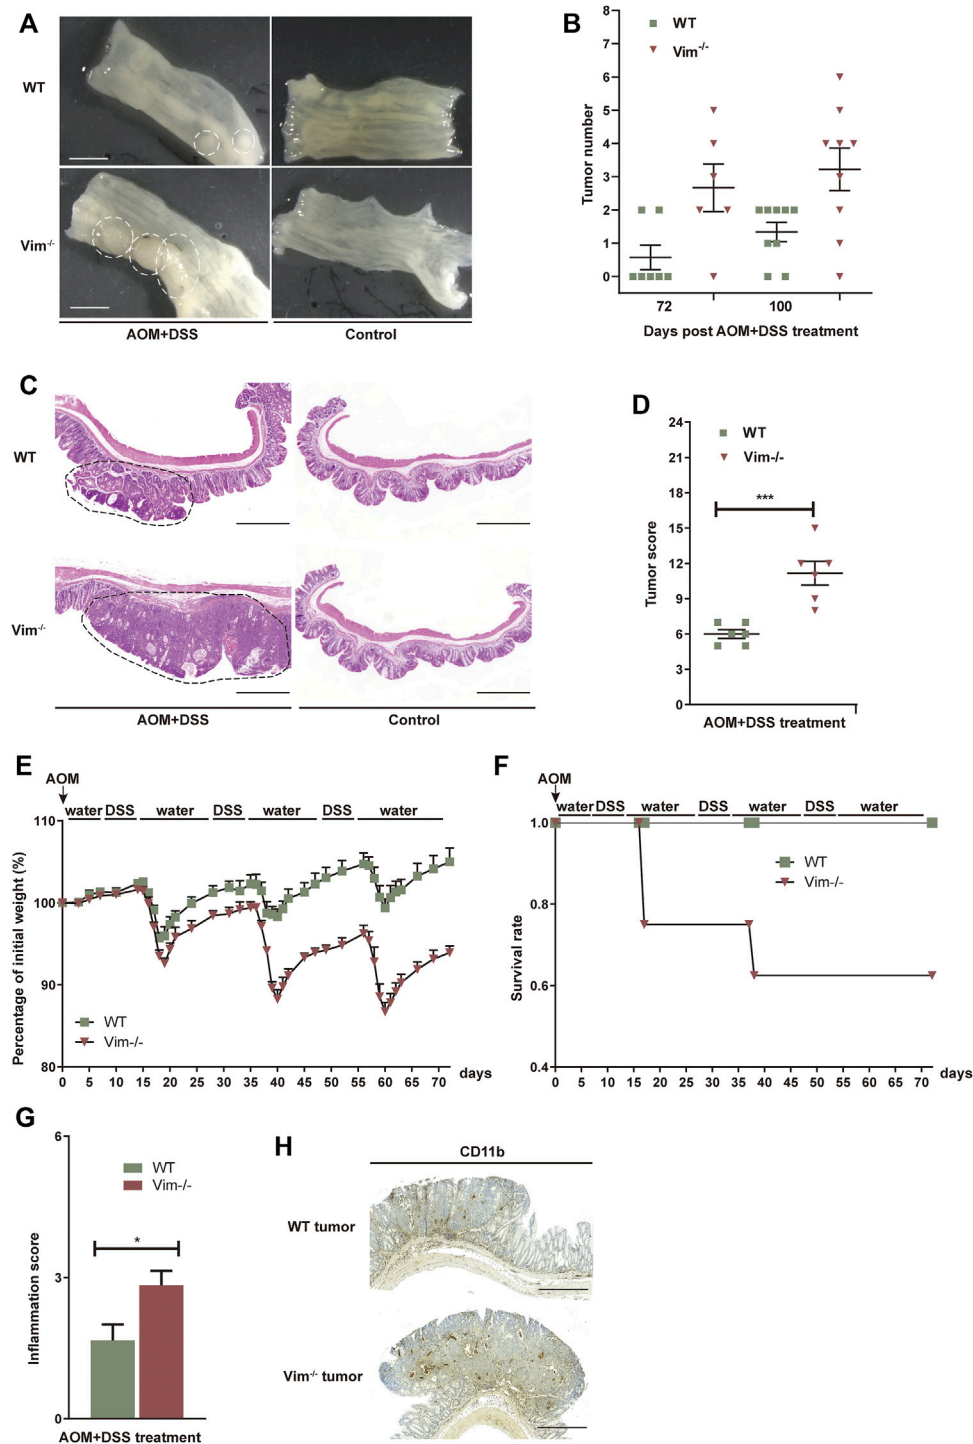 A
WT
Vim-/-
AOM+DSS
Control
B
8
7
6
5
4
3
2
1
0
Tumor number
WT
Vim-/-
72
100
Days post AOM+DSS treatment
C
WT
Vim-/-
AOM+DSS
Control
D
24
21
18
15
12
9
6
3
0
Tumor score
WT
Vim-/-
***
AOM+DSS treatment
E
AOM
water DSS water DSS water DSS water
110
100
90
80
Percentage of initial weight (%)
WT
Vim-/-
0 5 10 15 20 25 30 35 40 45 50 55 60 65 70
days
F
AOM
water DSS water DSS water DSS water
1.0
0.8
0.6
0.4
Survival rate
WT
Vim-/-
0 5 10 15 20 25 30 35 40 45 50 55 60 65 70
days
G
6
3
0
Inflammation score
WT
Vim-/-
*
AOM+DSS treatment
H
CD11b
WT tumor
Vim-/- tumor